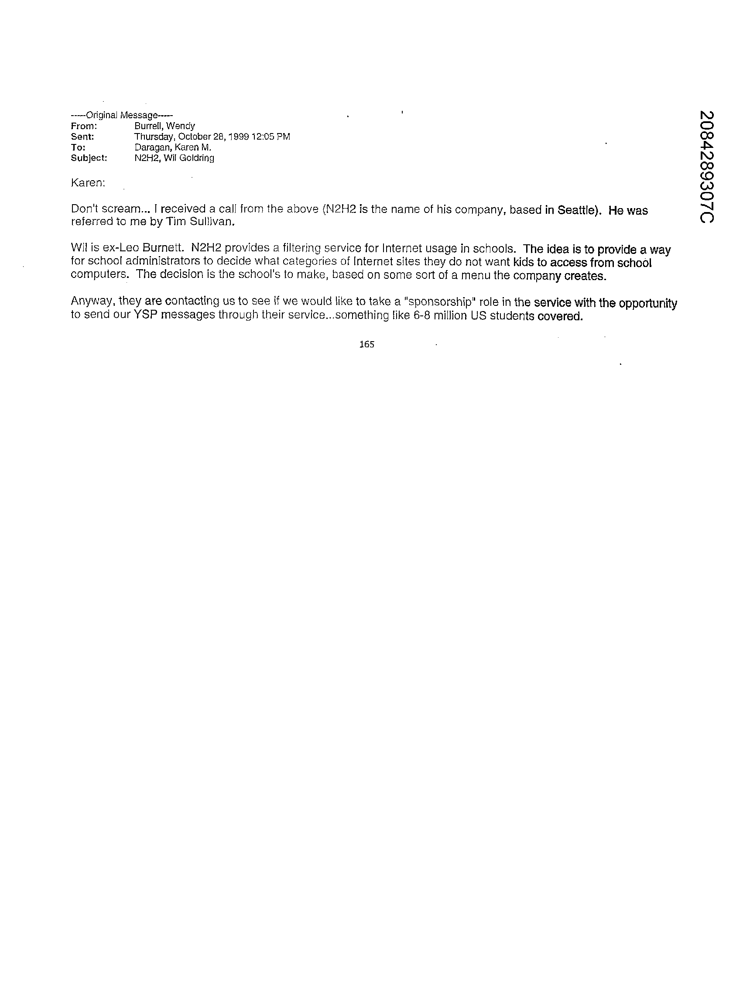 -----Original Message-----
From: Burrell, Wendy
Sent: Thursday, October 28, 1999 12:05 PM
To: Daragan, Karen M.
Subject: N2H2, Wil Goldring
Karen:
Don't scream... I received a call from the above (N2H2 is the name of his company, based in Seattle). He was
referred to me by Tim Sullivan.
Wil is ex-Leo Burnett. N2H2 provides a filtering service for Internet usage in schools. The idea is to provide a way
for school administrators to decide what categories of Internet sites they do not want kids to access from school
computers. The decision is the school's to make, based on some sort of a menu the company creates.
Anyway, they are contacting us to see if we would like to take a "sponsorship" role in the service with the opportunity
to send our YSP messages through their service...something like 6-8 million US students covered.
165
2084289307C